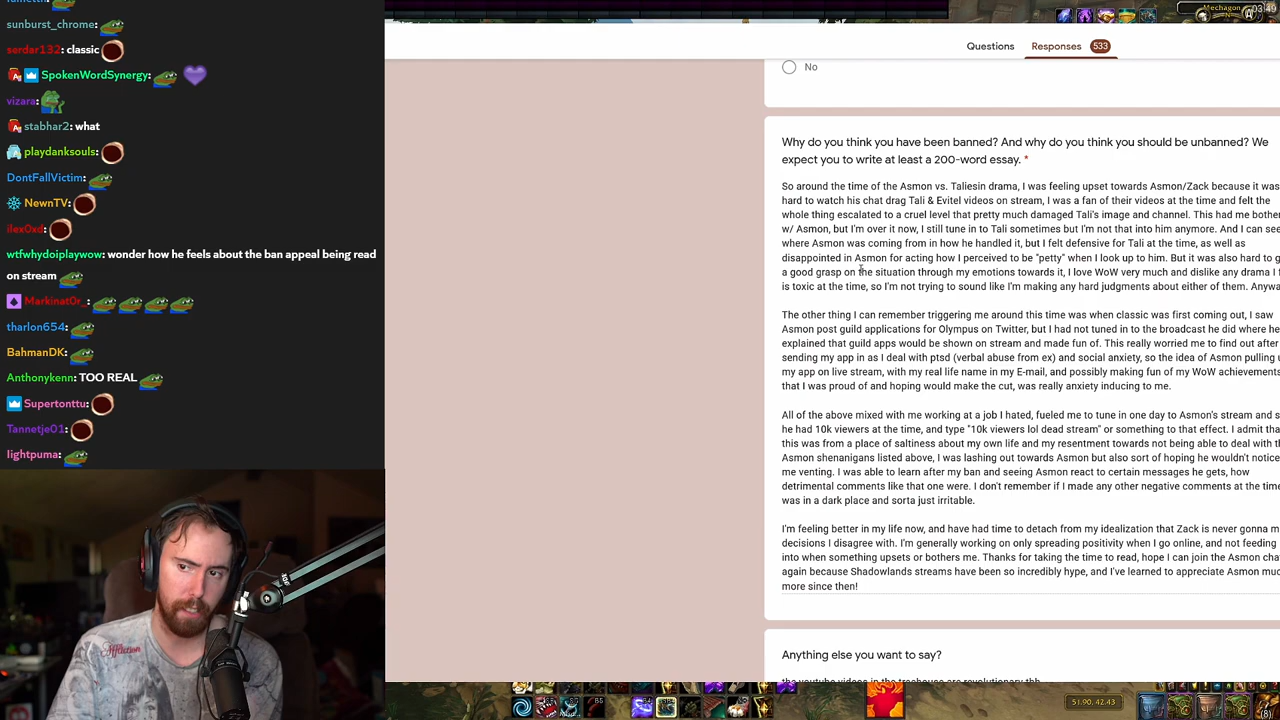 sunburst_chrome:
serdar132: classic
SpokenWordSynergy:
vizara:
stabhar2: what
playdanksouls:
DontFallVictim:
NewnTV:
wtfwhydoiplaywow: wonder how he feels about the ban appeal being read
on stream
MarkinatOr_:
tharlon654:
BahmanDK:
Anthonykenn: TOO REAL
Supertonttu:
Tannetje01:
lightpuma:
Affliction
Mechagon
03:49
Questions
Responses 533
No
Why do you think you have been banned? And why do you think you should be unbanned? We
expect you to write at least a 200-word essay. *
So around the time of the Asmon vs. Taliesin drama, I was feeling upset towards Asmon/Zack because it was
hard to watch his chat drag Tali & Evitel videos on stream, I was a fan of their videos at the time and felt the
whole thing escalated to a cruel level that pretty much damaged Tali's image and channel. This had me bother
w/ Asmon, but I'm over it now, I still tune in to Tali sometimes but I'm not that into him anymore. And I can see
where Asmon was coming from in how he handled it, but I felt defensive for Tali at the time, as well as
disappointed in Asmon for acting how I perceived to be "petty" when I look up to him. But it was also hard to g
a good grasp on the situation through my emotions towards it, I love WoW very much and dislike any drama I f
is toxic at the time, so I'm not trying to sound like I'm making any hard judgments about either of them. Anywa
The other thing I can remember triggering me around this time was when classic was first coming out, I saw
Asmon post guild applications for Olympus on Twitter, but I had not tuned in to the broadcast he did where he
explained that guild apps would be shown on stream and made fun of. This really worried me to find out after
sending my app in as I deal with ptsd (verbal abuse from ex) and social anxiety, so the idea of Asmon pulling u
my app on live stream, with my real life name in my E-mail, and possibly making fun of my WoW achievements
that I was proud of and hoping would make the cut, was really anxiety inducing to me.
All of the above mixed with me working at a job I hated, fueled me to tune in one day to Asmon's stream and s
he had 10k viewers at the time, and type "10k viewers lol dead stream" or something to that effect. I admit tha
this was from a place of saltiness about my own life and my resentment towards not being able to deal with th
Asmon shenanigans listed above, I was lashing out towards Asmon but also sort of hoping he wouldn't notice
me venting. I was able to learn after my ban and seeing Asmon react to certain messages he gets, how
detrimental comments like that one were. I don't remember if I made any other negative comments at the time
was in a dark place and sorta just irritable.
I'm feeling better in my life now, and have had time to detach from my idealization that Zack is never gonna m
decisions I disagree with. I'm generally working on only spreading positivity when I go online, and not feeding
into when something upsets or bothers me. Thanks for taking the time to read, hope I can join the Asmon cha
again because Shadowlands streams have been so incredibly hype, and I've learned to appreciate Asmon muc
more since then!
Anything else you want to say?
the youtube videos in the treehouse are revolutionary tbh
51.90, 42.43